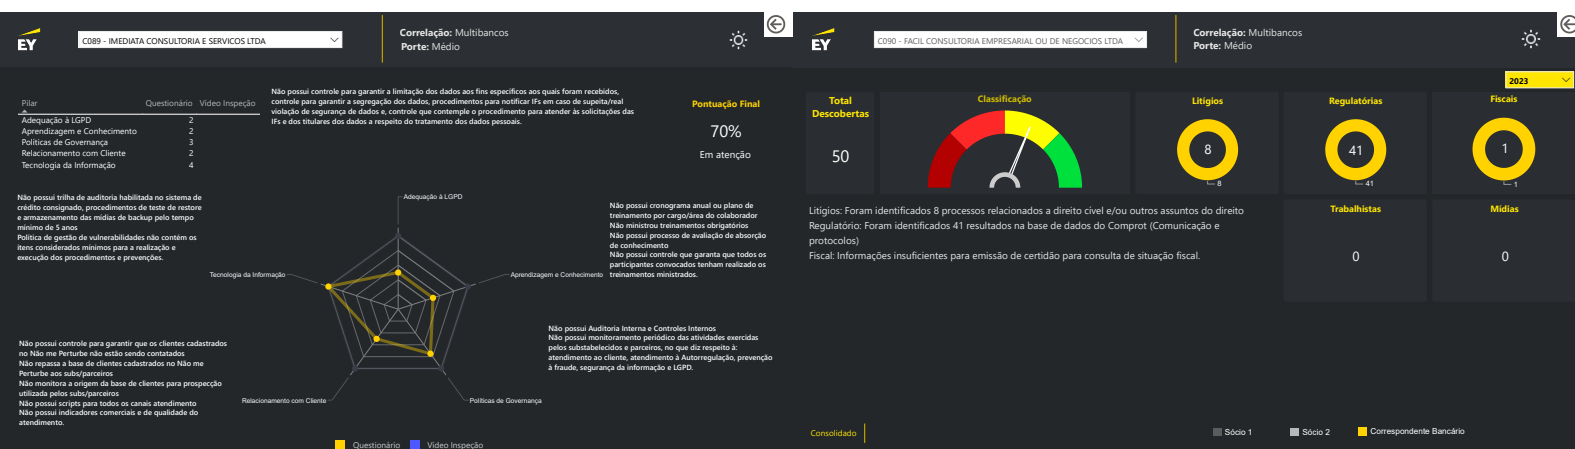 EY
C089 - IMEDIATA CONSULTORIA E SERVICOS LTDA
Correlação: Multibancos
Porte: Médio
Pilar Questionário Vídeo Inspeção
Adequação à LGPD 2
Aprendizagem e Conhecimento 2
Políticas de Governança 3
Relacionamento com Cliente 2
Tecnologia da Informação 4
Não possui controle para garantir a limitação dos dados aos fins específicos aos quais foram recebidos,
controle para garantir a segregação dos dados, procedimentos para notificar IFs em caso de supeita/real
violação de segurança de dados e, controle que contemple o procedimento para atender às solicitações das
IFs e dos titulares dos dados a respeito do tratamento dos dados pessoais.
Pontuação Final
70%
Em atenção
Não possui trilha de auditoria habilitada no sistema de
crédito consignado, procedimentos de teste de restore
e armazenamento das mídias de backup pelo tempo
mínimo de 5 anos
Política de gestão de vulnerabilidades não contém os
itens considerados mínimos para a realização e
execução dos procedimentos e prevenções.
Adequação à LGPD
Tecnologia da Informação
Aprendizagem e Conhecimento
Relacionamento com Cliente
Políticas de Governança
Não possui cronograma anual ou plano de
treinamento por cargo/área do colaborador
Não ministrou treinamentos obrigatórios
Não possui processo de avaliação de absorção
de conhecimento
Não possui controle que garanta que todos os
participantes convocados tenham realizado os
treinamentos ministrados.
Não possui Auditoria Interna e Controles Internos
Não possui monitoramento periódico das atividades exercidas
pelos substabelecidos e parceiros, no que diz respeito à:
atendimento ao cliente, atendimento à Autorregulação, prevenção
à fraude, segurança da informação e LGPD.
Não possui controle para garantir que os clientes cadastrados
no Não me Perturbe não estão sendo contatados
Não repassa a base de clientes cadastrados no Não me
Perturbe aos subs/parceiros
Não monitora a origem da base de clientes para prospecção
utilizada pelos subs/parceiros
Não possui scripts para todos os canais atendimento
Não possui indicadores comerciais e de qualidade do
atendimento.
Questionário Vídeo Inspeção
EY
C090 - FACIL CONSULTORIA EMPRESARIAL OU DE NEGOCIOS LTDA
Correlação: Multibancos
Porte: Médio
2023
Total
Descobertas
50
Classificação
Litígios
8
8
Regulatórias
41
41
Fiscais
1
1
Litígios: Foram identificados 8 processos relacionados a direito cível e/ou outros assuntos do direito
Regulatório: Foram identificados 41 resultados na base de dados do Comprot (Comunicação e
protocolos)
Fiscal: Informações insuficientes para emissão de certidão para consulta de situação fiscal.
Trabalhistas
0
Mídias
0
Consolidado
Sócio 1 Sócio 2 Correspondente Bancário